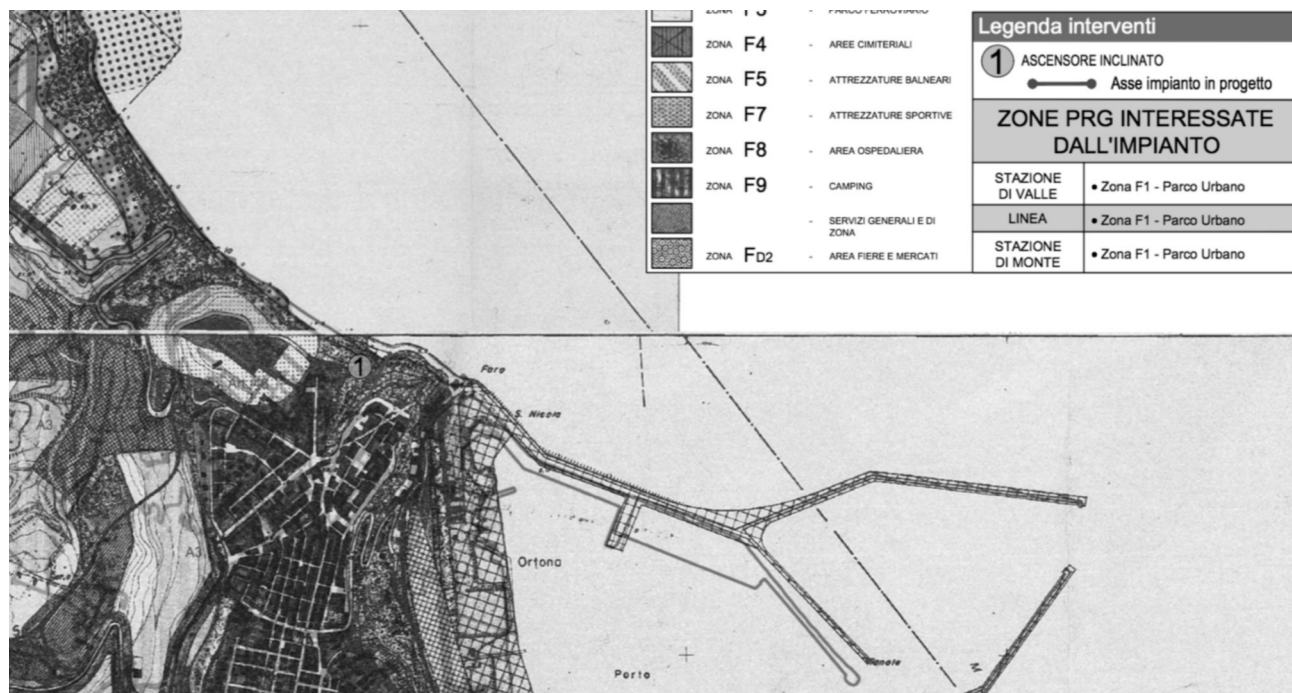 ZONA F4 - AREE CIMITERIALI
ZONA F5 - ATTREZZATURE BALNEARI
ZONA F7 - ATTREZZATURE SPORTIVE
ZONA F8 - AREA OSPEDALIERA
ZONA F9 - CAMPING
- SERVIZI GENERALI E DI
ZONA
ZONA FD2 - AREA FIERE E MERCATI
Legenda interventi
1 ASCENSORE INCLINATO
Asse impianto in progetto
ZONE PRG INTERESSATE
DALL'IMPIANTO
STAZIONE
DI VALLE
• Zona F1 - Parco Urbano
LINEA
• Zona F1 - Parco Urbano
STAZIONE
DI MONTE
• Zona F1 - Parco Urbano
1
Faro
S. Nicola
A3
A3
Ortona
Porto
M